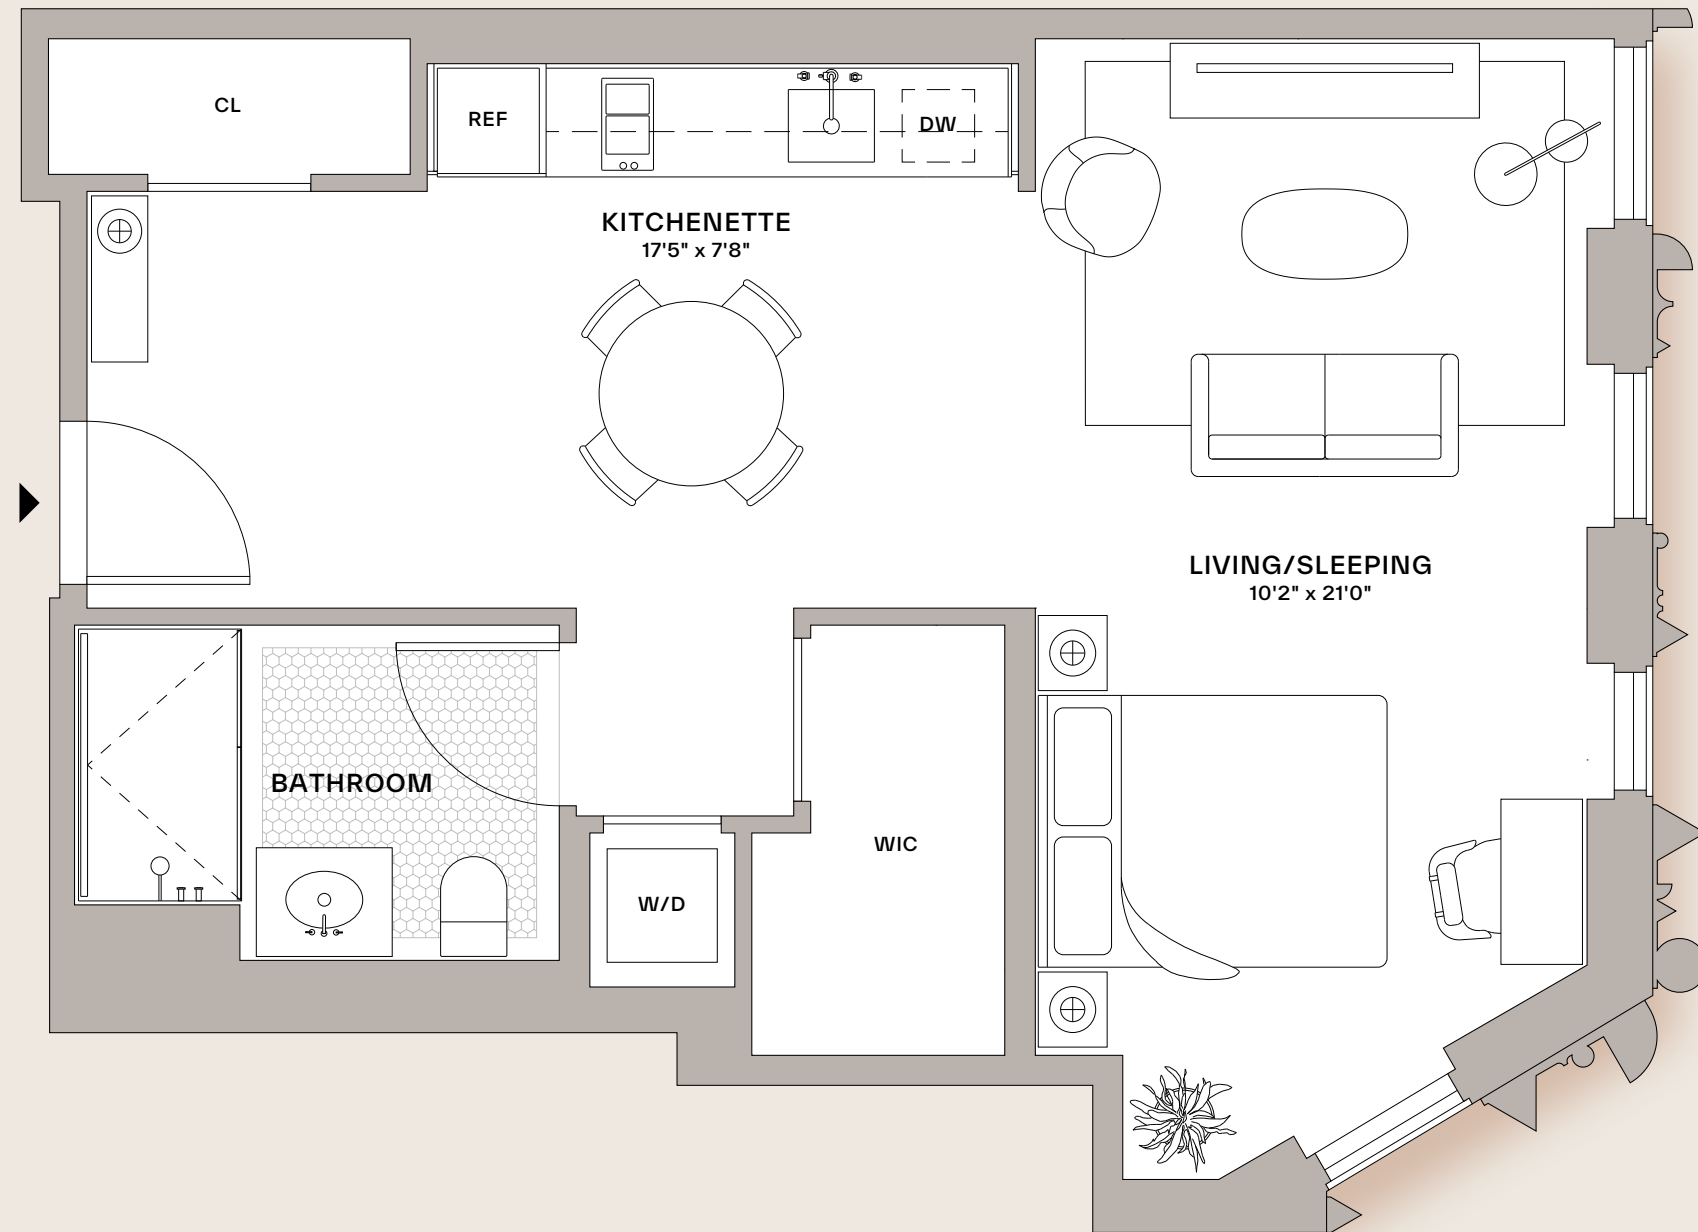 CL
REF
DW
KITCHENETTE
17'5" x 7'8"
LIVING/SLEEPING
10'2" x 21'0"
BATHROOM
WIC
W/D